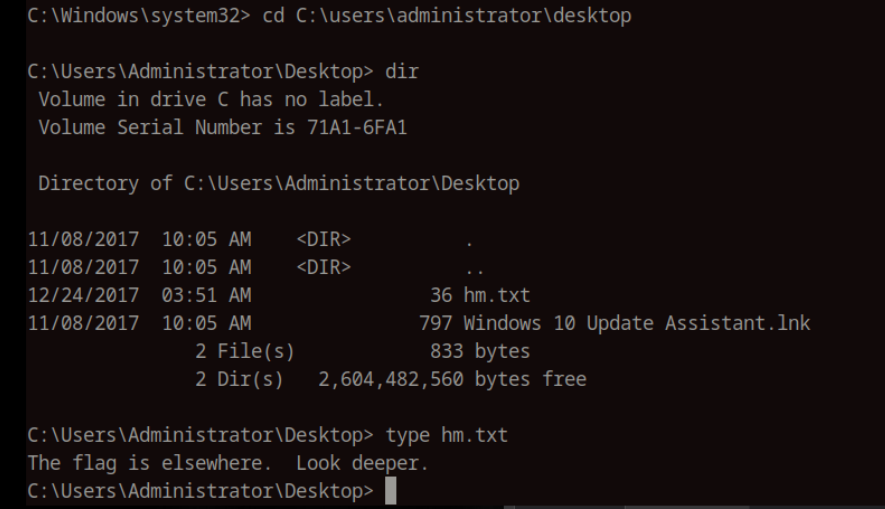 C:\Windows\system32> cd C:\users\administrator\desktop
C:\Users\Administrator\Desktop> dir
Volume in drive C has no label.
Volume Serial Number is 71A1-6FA1
Directory of C:\Users\Administrator\Desktop
11/08/2017  10:05 AM    <DIR>          .
11/08/2017  10:05 AM    <DIR>          ..
12/24/2017  03:51 AM                36 hm.txt
11/08/2017  10:05 AM               797 Windows 10 Update Assistant.lnk
2 File(s)            833 bytes
2 Dir(s)   2,604,482,560 bytes free
C:\Users\Administrator\Desktop> type hm.txt
The flag is elsewhere.  Look deeper.
C:\Users\Administrator\Desktop>